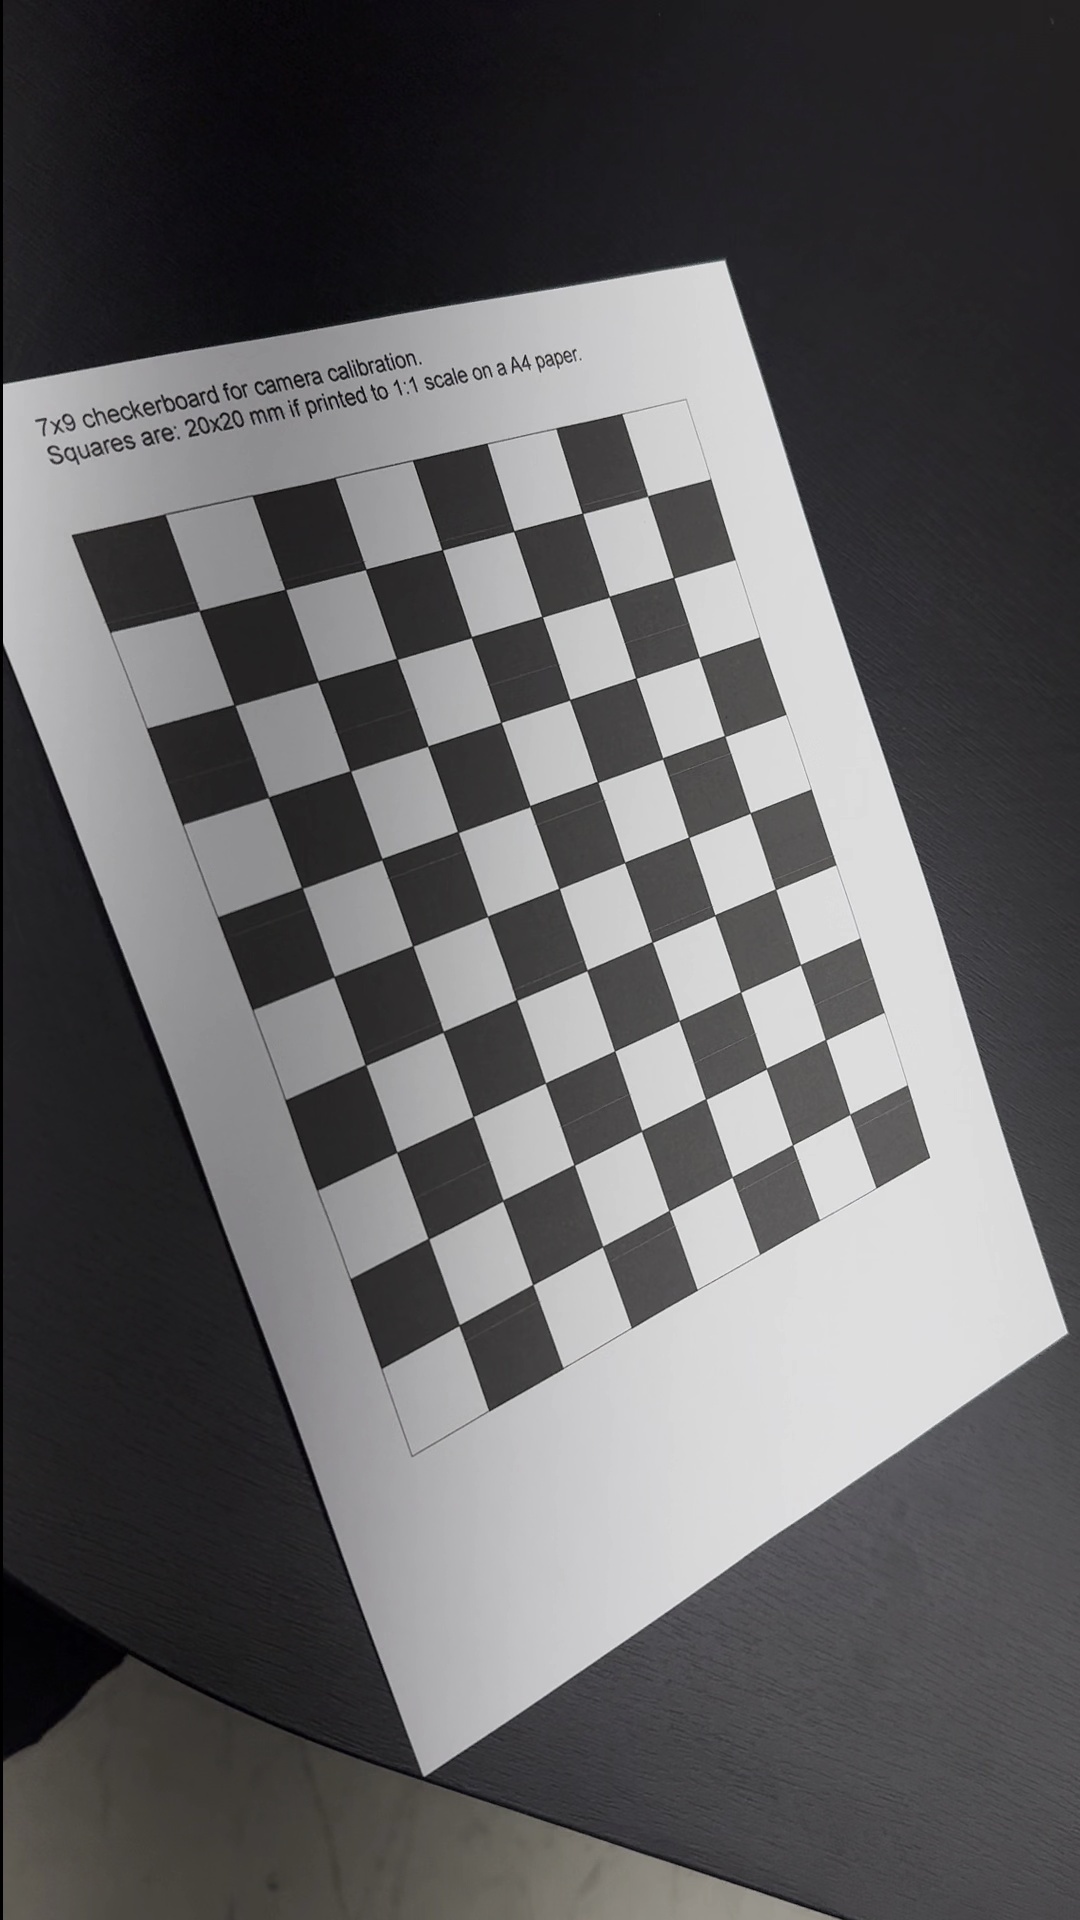 7x9 checkerboard for camera calibration.
Squares are: 20x20 mm if printed to 1:1 scale on a A4 paper.